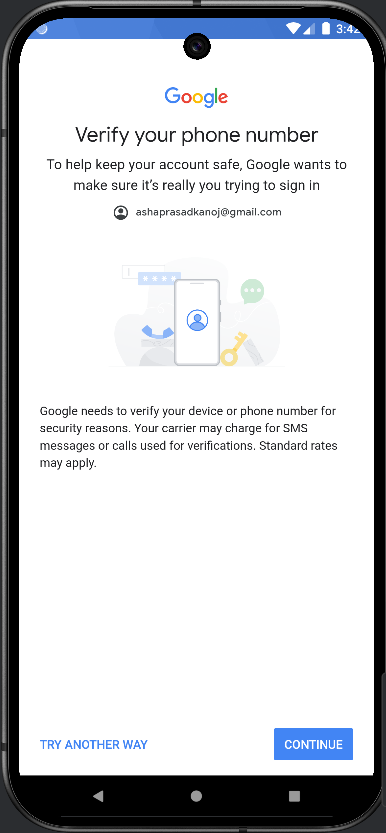 3:42
Google
Verify your phone number
To help keep your account safe, Google wants to
make sure it’s really you trying to sign in
ashaprasadkanoj@gmail.com
****
Google needs to verify your device or phone number for
security reasons. Your carrier may charge for SMS
messages or calls used for verifications. Standard rates
may apply.
TRY ANOTHER WAY
CONTINUE